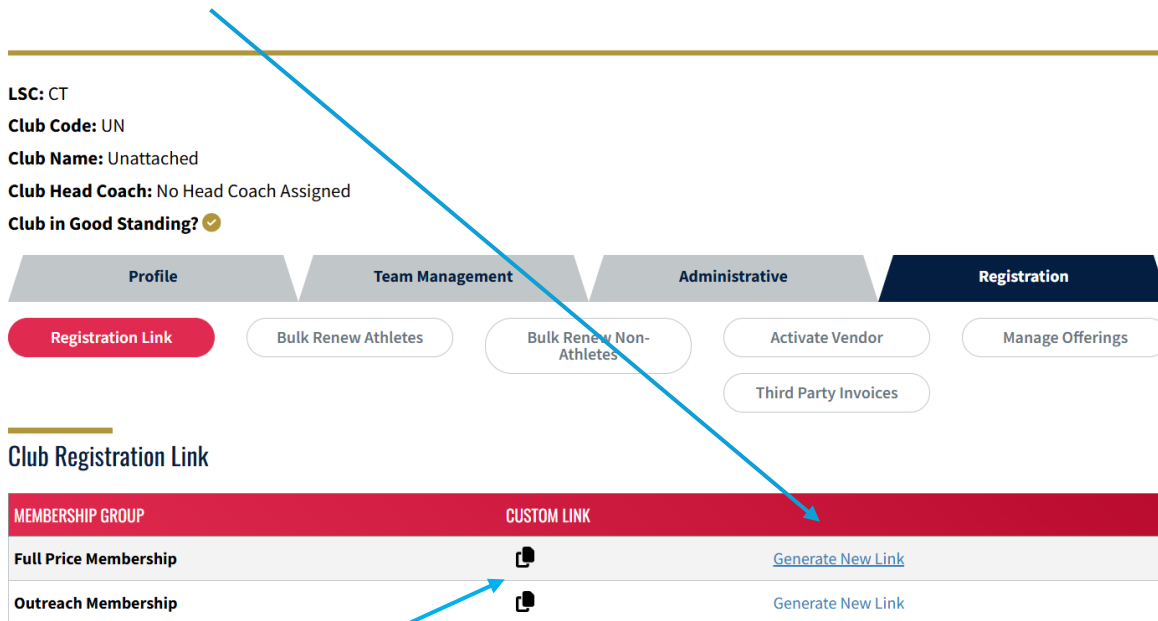 LSC: CT
Club Code: UN
Club Name: Unattached
Club Head Coach: No Head Coach Assigned
Club in Good Standing?
Profile
Team Management
Administrative
Registration
Registration Link
Bulk Renew Athletes
Bulk Renew Non-
Athletes
Activate Vendor
Manage Offerings
Third Party Invoices
Club Registration Link
MEMBERSHIP GROUP
CUSTOM LINK
Full Price Membership
Generate New Link
Outreach Membership
Generate New Link